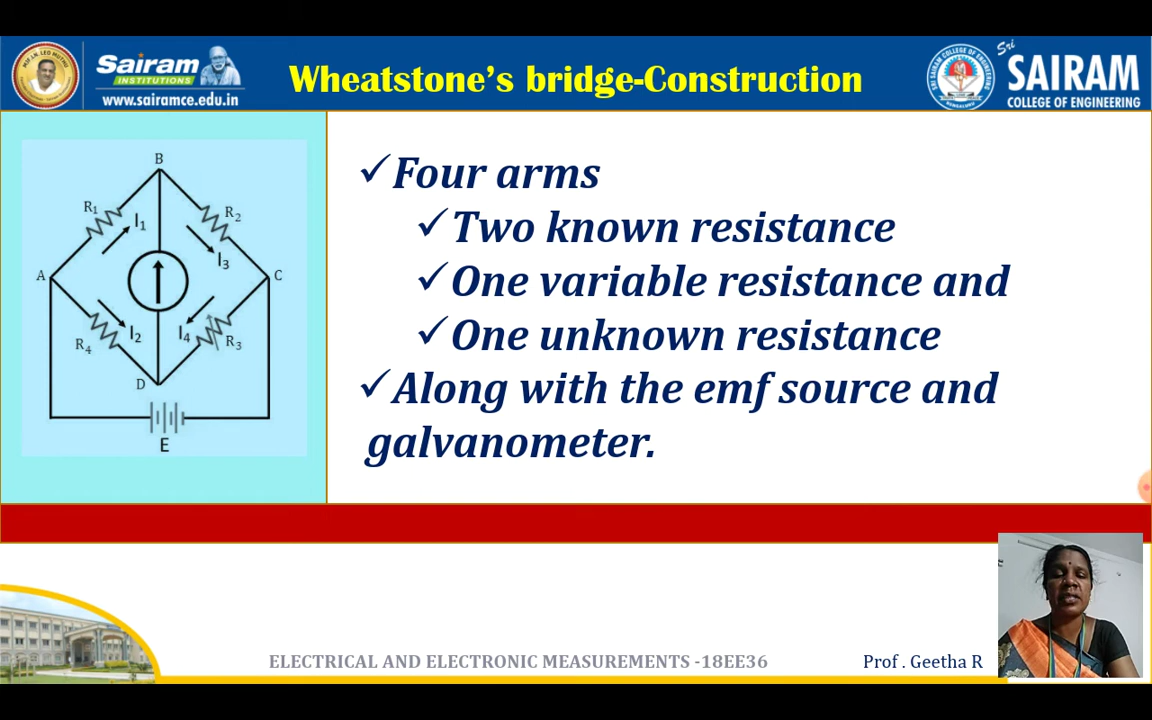 Sairam
INSTITUTIONS
www.sairamce.edu.in
Wheatstone's bridge-Construction
Sri
SAIRAM
COLLEGE OF ENGINEERING
B
R1
I1
R2
I3
A
C
R4
I2
I4
R3
D
E
✓Four arms
✓Two known resistance
✓One variable resistance and
✓One unknown resistance
✓Along with the emf source and
galvanometer.
ELECTRICAL AND ELECTRONIC MEASUREMENTS -18EE36
Prof . Geetha R